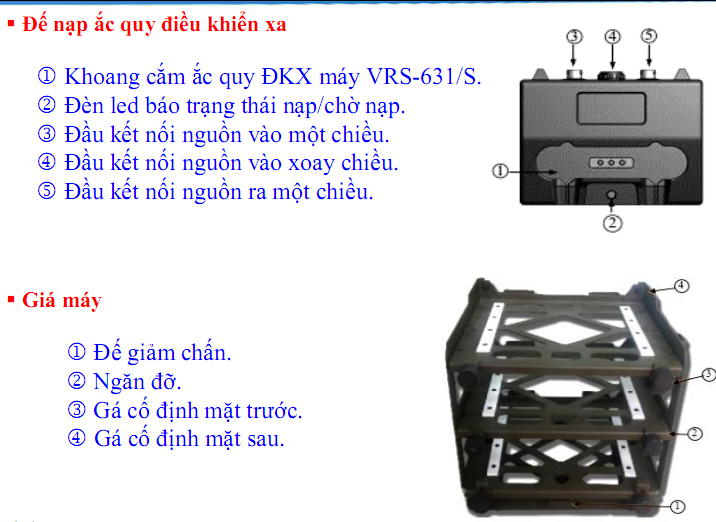 ▪ Đế nạp ắc quy điều khiển xa
① Khoang cắm ắc quy ĐKX máy VRS-631/S.
② Đèn led báo trạng thái nạp/chờ nạp.
③ Đầu kết nối nguồn vào một chiều.
④ Đầu kết nối nguồn vào xoay chiều.
⑤ Đầu kết nối nguồn ra một chiều.
③ ④ ⑤
①
②
▪ Giá máy
① Đế giảm chấn.
② Ngăn đỡ.
③ Gá cố định mặt trước.
④ Gá cố định mặt sau.
④
③
②
①